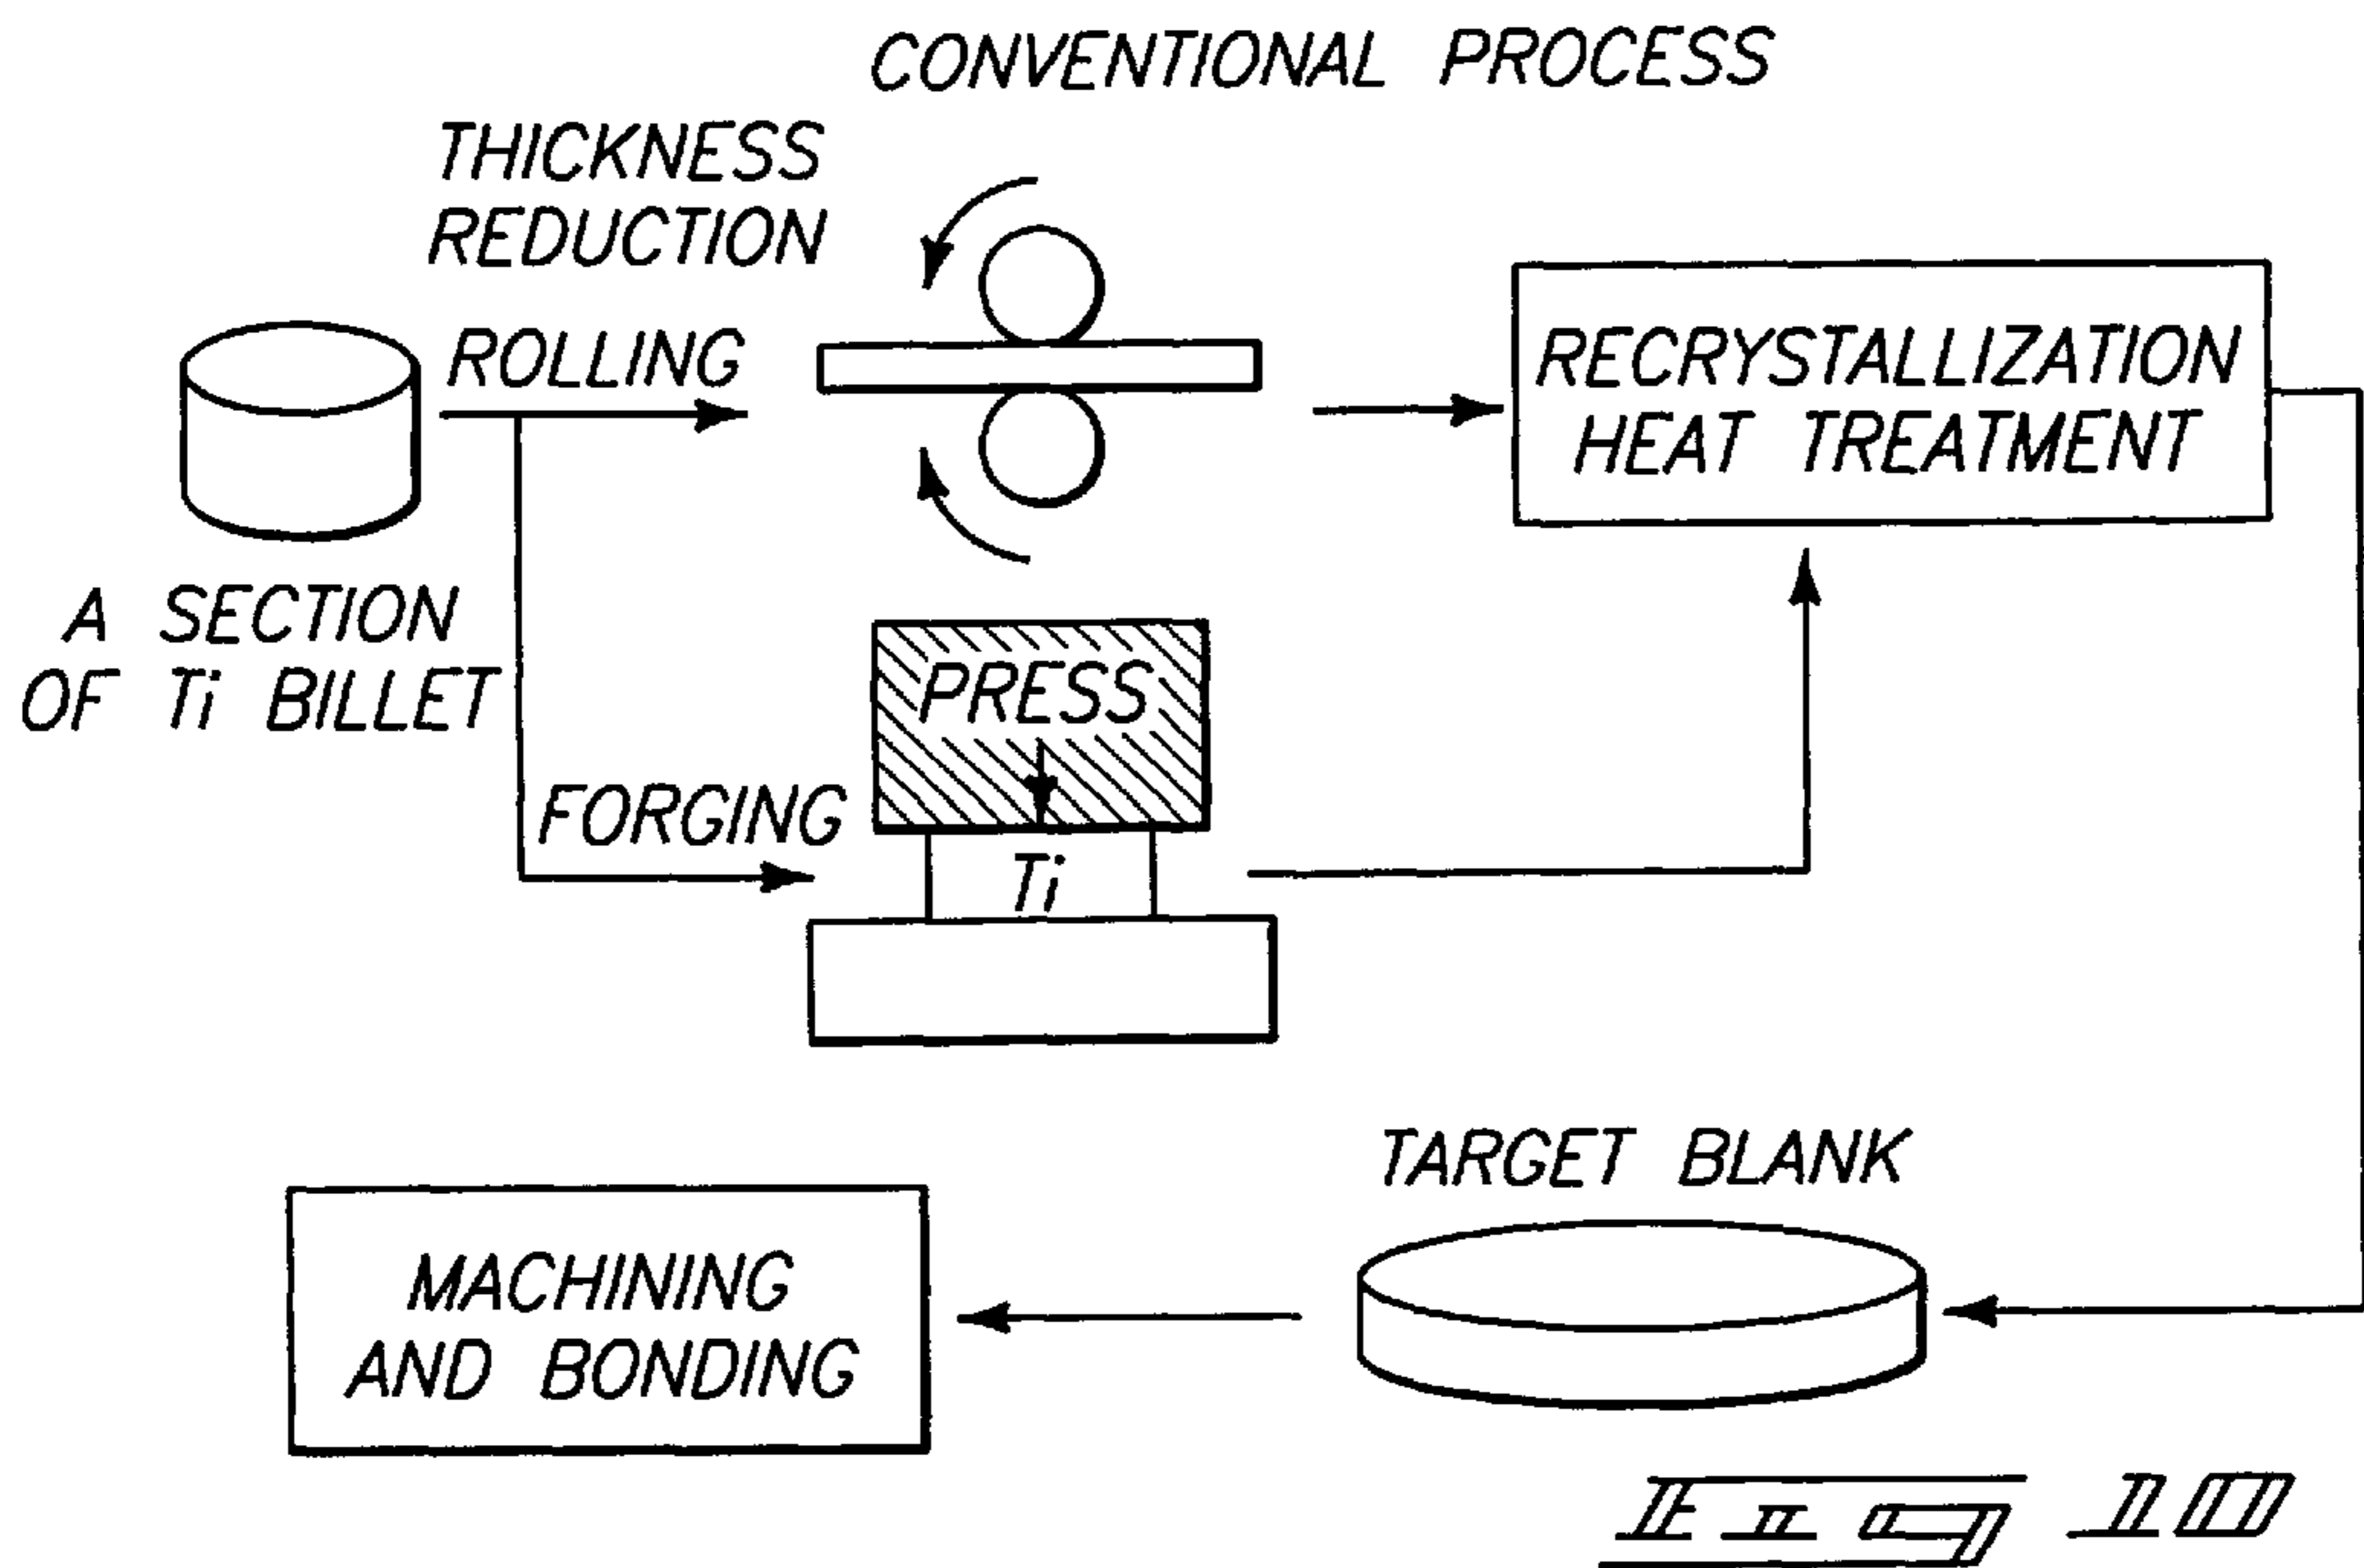 CONVENTIONAL PROCESS
THICKNESS
REDUCTION
ROLLING
A SECTION
OF Ti BILLET
RECRYSTALLIZATION
HEAT TREATMENT
PRESS
FORGING
Ti
TARGET BLANK
MACHINING
AND BONDING
Fig 10